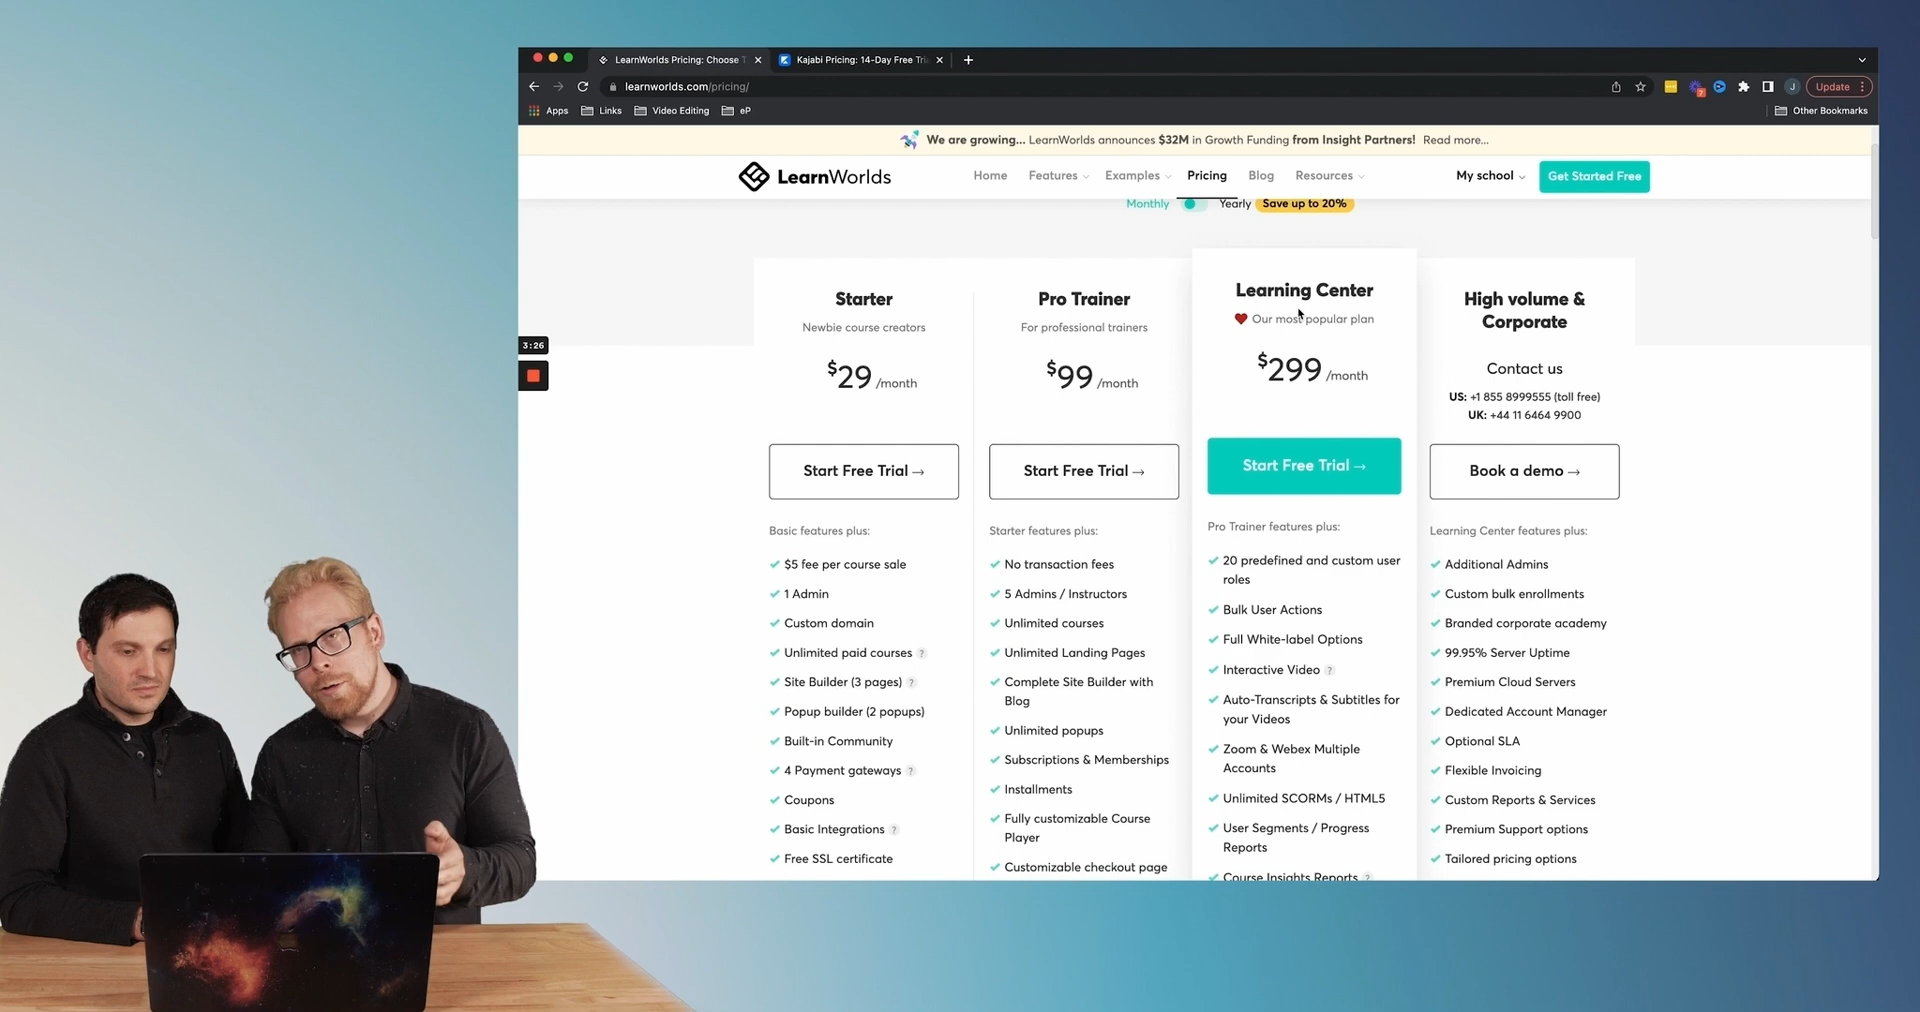 LearnWorlds Pricing: Choose T
Kajabi Pricing: 14-Day Free Tri
learnworlds.com/pricing/
J
Update
Apps
Links
Video Editing
eP
Other Bookmarks
We are growing... LearnWorlds announces $32M in Growth Funding from Insight Partners! Read more...
LearnWorlds
Home
Features
Examples
Pricing
Blog
Resources
My school
Get Started Free
Monthly
Yearly
Save up to 20%
3:26
Starter
Newbie course creators
$29 /month
Start Free Trial →
Basic features plus:
$5 fee per course sale
1 Admin
Custom domain
Unlimited paid courses ?
Site Builder (3 pages) ?
Popup builder (2 popups)
Built-in Community
4 Payment gateways ?
Coupons
Basic Integrations ?
Free SSL certificate
Pro Trainer
For professional trainers
$99 /month
Start Free Trial →
Starter features plus:
No transaction fees
5 Admins / Instructors
Unlimited courses
Unlimited Landing Pages
Complete Site Builder with
Blog
Unlimited popups
Subscriptions & Memberships
Installments
Fully customizable Course
Player
Customizable checkout page
Learning Center
Our most popular plan
$299 /month
Start Free Trial →
Pro Trainer features plus:
20 predefined and custom user
roles
Bulk User Actions
Full White-label Options
Interactive Video ?
Auto-Transcripts & Subtitles for
your Videos
Zoom & Webex Multiple
Accounts
Unlimited SCORMs / HTML5
User Segments / Progress
Reports
Course Insights Reports ?
High volume &
Corporate
Contact us
US: +1 855 8999555 (toll free)
UK: +44 11 6464 9900
Book a demo →
Learning Center features plus:
Additional Admins
Custom bulk enrollments
Branded corporate academy
99.95% Server Uptime
Premium Cloud Servers
Dedicated Account Manager
Optional SLA
Flexible Invoicing
Custom Reports & Services
Premium Support options
Tailored pricing options